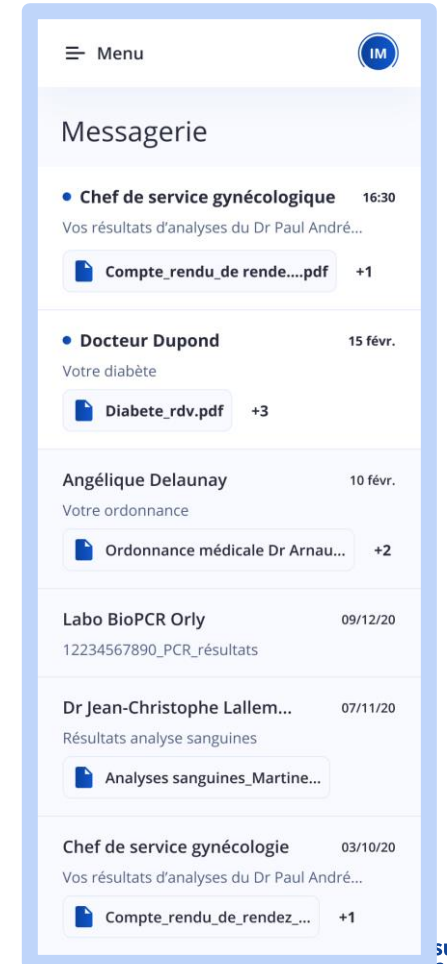 Menu
IM
Messagerie
Chef de service gynécologique 16:30
Vos résultats d’analyses du Dr Paul André...
Compte_rendu_de rende....pdf +1
Docteur Dupond 15 févr.
Votre diabète
Diabete_rdv.pdf +3
Angélique Delaunay 10 févr.
Votre ordonnance
Ordonnance médicale Dr Arnau... +2
Labo BioPCR Orly 09/12/20
12234567890_PCR_résultats
Dr Jean-Christophe Lallem... 07/11/20
Résultats analyse sanguines
Analyses sanguines_Martine...
Chef de service gynécologie 03/10/20
Vos résultats d’analyses du Dr Paul André...
Compte_rendu_de_rendez_... +1